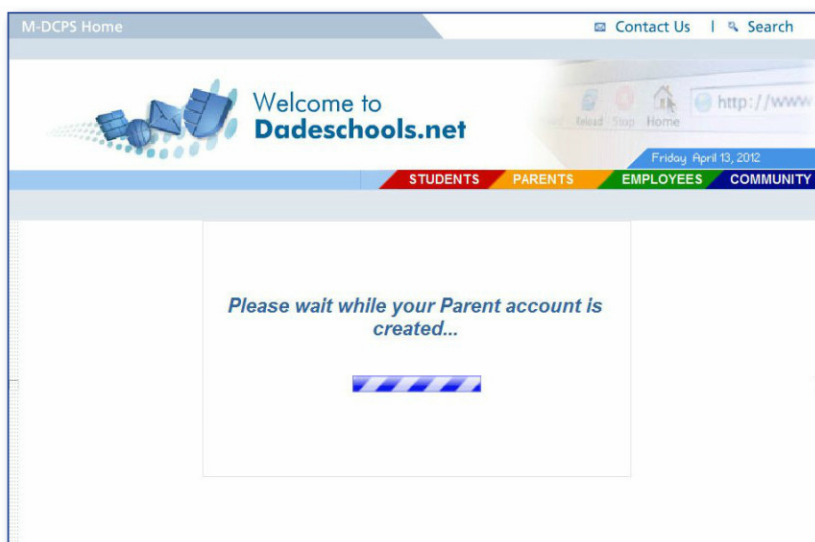 M-DCPS Home
Contact Us | Search
Welcome to
Dadeschools.net
Reload Stop Home
http://www
Friday April 13, 2012
STUDENTS PARENTS EMPLOYEES COMMUNITY
Please wait while your Parent account is
created...